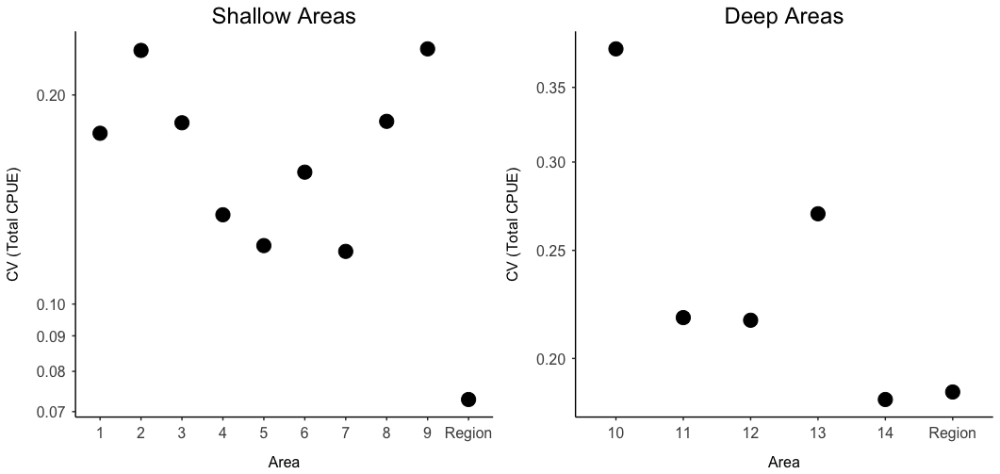 Shallow Areas
CV (Total CPUE)
0.20
0.10
0.09
0.08
0.07
1 2 3 4 5 6 7 8 9 Region
Area
Deep Areas
CV (Total CPUE)
0.35
0.30
0.25
0.20
10 11 12 13 14 Region
Area